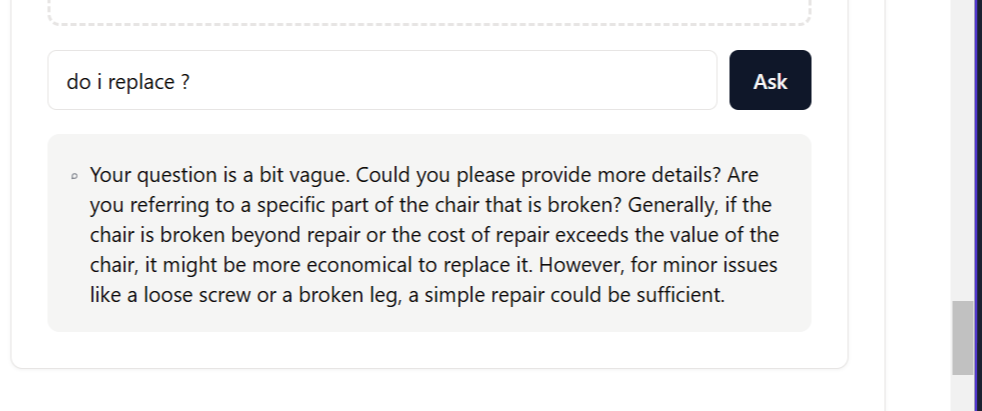 do i replace ?
Ask
Your question is a bit vague. Could you please provide more details? Are
you referring to a specific part of the chair that is broken? Generally, if the
chair is broken beyond repair or the cost of repair exceeds the value of the
chair, it might be more economical to replace it. However, for minor issues
like a loose screw or a broken leg, a simple repair could be sufficient.